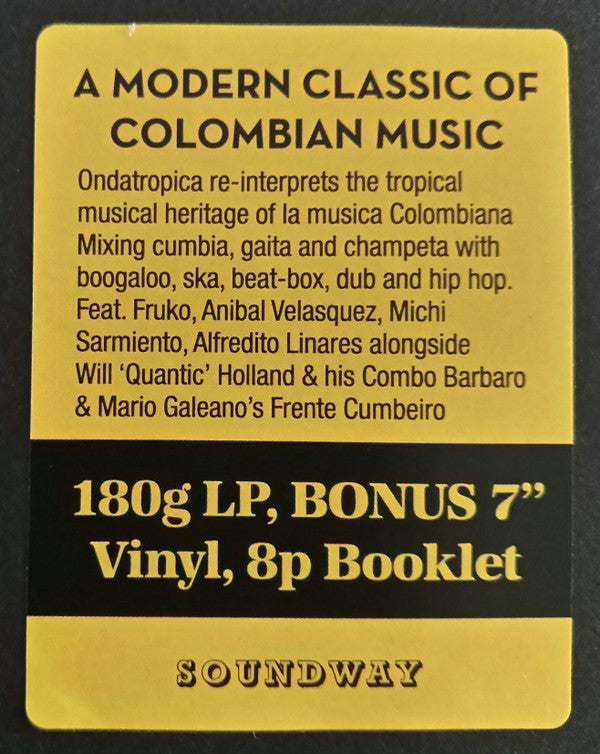 A MODERN CLASSIC OF
COLOMBIAN MUSIC
Ondatropica re-interprets the tropical
musical heritage of la musica Colombiana
Mixing cumbia, gaita and champeta with
boogaloo, ska, beat-box, dub and hip hop.
Feat. Fruko, Anibal Velasquez, Michi
Sarmiento, Alfredito Linares alongside
Will ‘Quantic’ Holland & his Combo Barbaro
& Mario Galeano’s Frente Cumbeiro
180g LP, BONUS 7”
Vinyl, 8p Booklet
SOUNDWAY